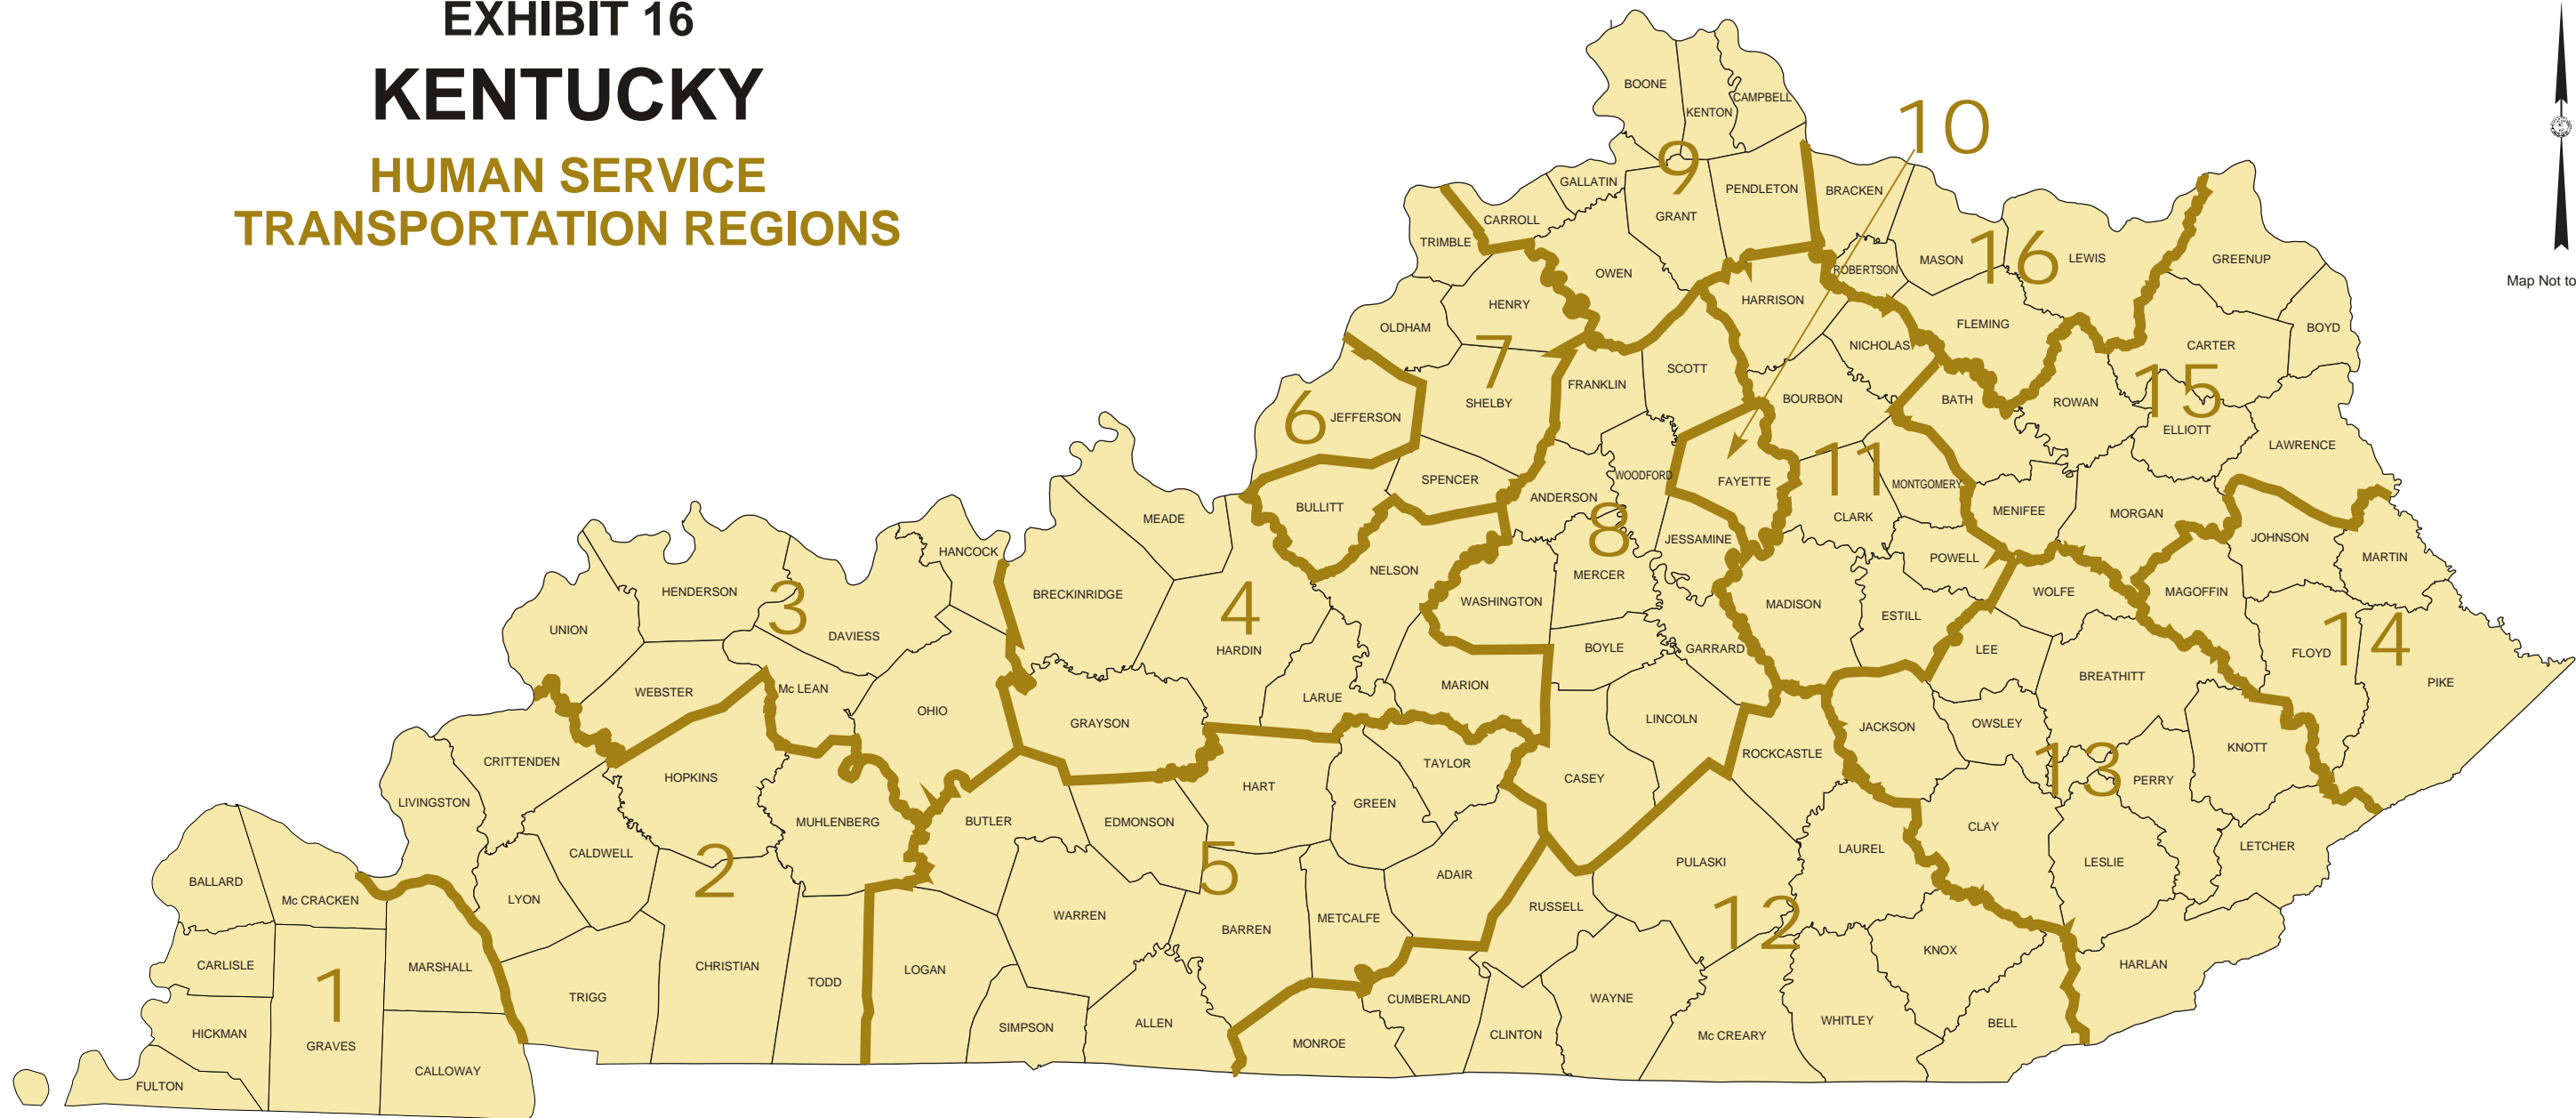 EXHIBIT 16
KENTUCKY
HUMAN SERVICE
TRANSPORTATION REGIONS
Map Not to
BOONE
KENTON
CAMPBELL
10
9
GALLATIN
GRANT
PENDLETON
BRACKEN
CARROLL
TRIMBLE
OWEN
ROBERTSON
MASON
16
LEWIS
GREENUP
HENRY
HARRISON
OLDHAM
FLEMING
BOYD
7
NICHOLAS
CARTER
SCOTT
FRANKLIN
15
SHELBY
BOURBON
BATH
ROWAN
6
JEFFERSON
ELLIOTT
LAWRENCE
SPENCER
WOODFORD
FAYETTE
11
MONTGOMERY
BULLITT
ANDERSON
CLARK
MENIFEE
MORGAN
MEADE
8
JESSAMINE
JOHNSON
HANCOCK
POWELL
MARTIN
NELSON
MERCER
HENDERSON
3
BRECKINRIDGE
4
WASHINGTON
MADISON
WOLFE
MAGOFFIN
UNION
DAVIESS
ESTILL
HARDIN
BOYLE
GARRARD
LEE
FLOYD
14
WEBSTER
Mc LEAN
LARUE
MARION
BREATHITT
PIKE
OHIO
GRAYSON
LINCOLN
JACKSON
OWSLEY
CRITTENDEN
HOPKINS
TAYLOR
ROCKCASTLE
KNOTT
HART
CASEY
13
PERRY
LIVINGSTON
GREEN
MUHLENBERG
BUTLER
EDMONSON
CLAY
CALDWELL
LAUREL
LETCHER
2
5
PULASKI
LESLIE
BALLARD
ADAIR
Mc CRACKEN
LYON
RUSSELL
WARREN
METCALFE
12
BARREN
KNOX
CARLISLE
MARSHALL
CHRISTIAN
LOGAN
HARLAN
1
TRIGG
TODD
CUMBERLAND
WAYNE
HICKMAN
SIMPSON
ALLEN
WHITLEY
BELL
GRAVES
MONROE
CLINTON
Mc CREARY
CALLOWAY
FULTON